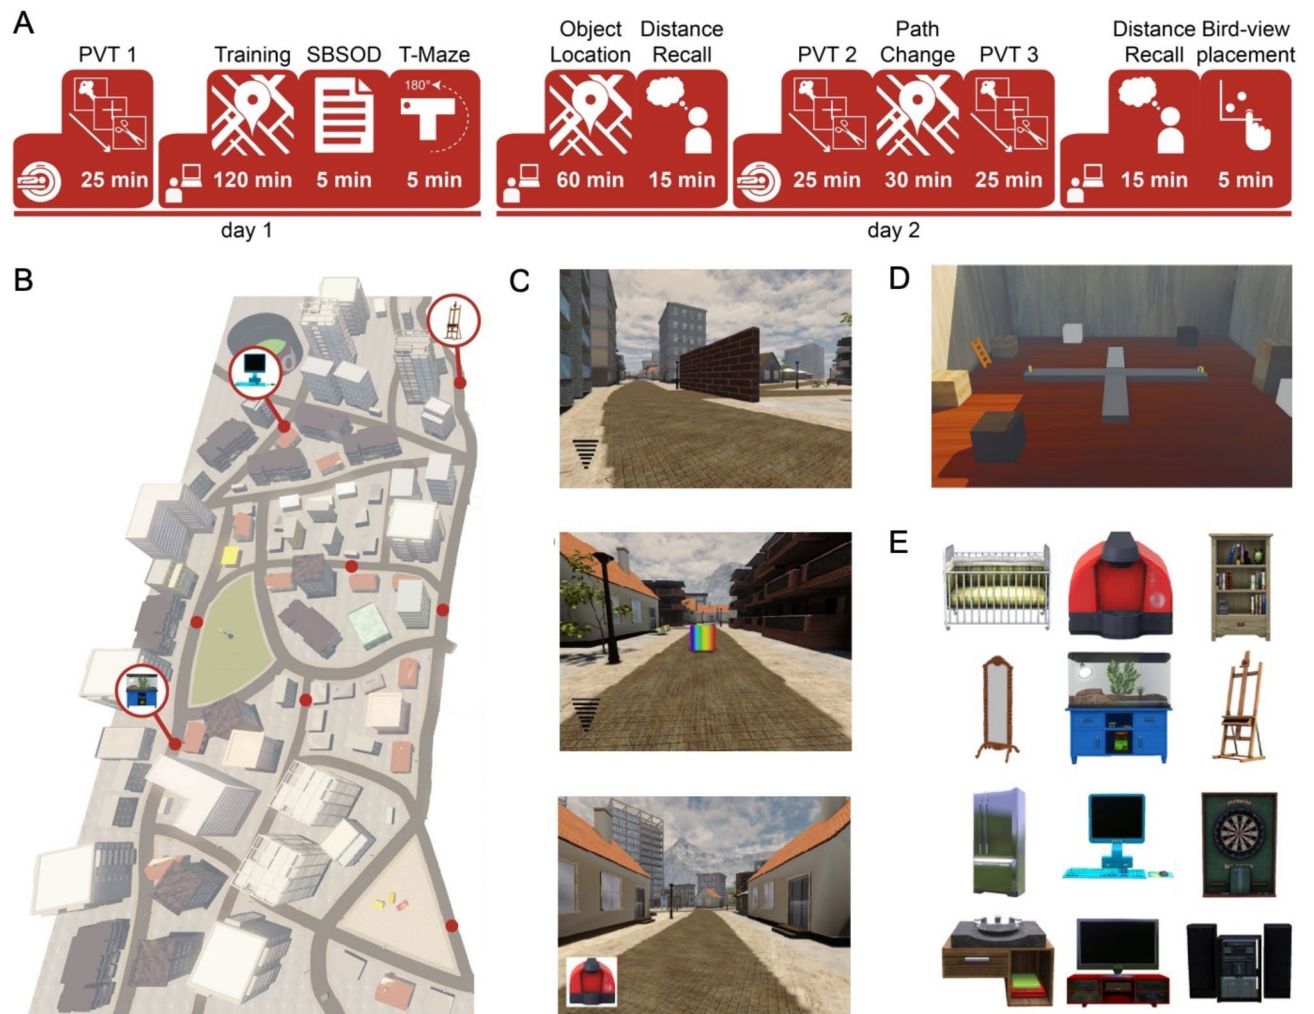 A
PVT 1
Training
SBSOD
T-Maze
Object
Location
Distance
Recall
PVT 2
Path
Change
PVT 3
Distance
Recall
Bird-view
placement
180°
25 min
120 min
5 min
5 min
60 min
15 min
25 min
30 min
25 min
15 min
5 min
day 1
day 2
B
C
D
E